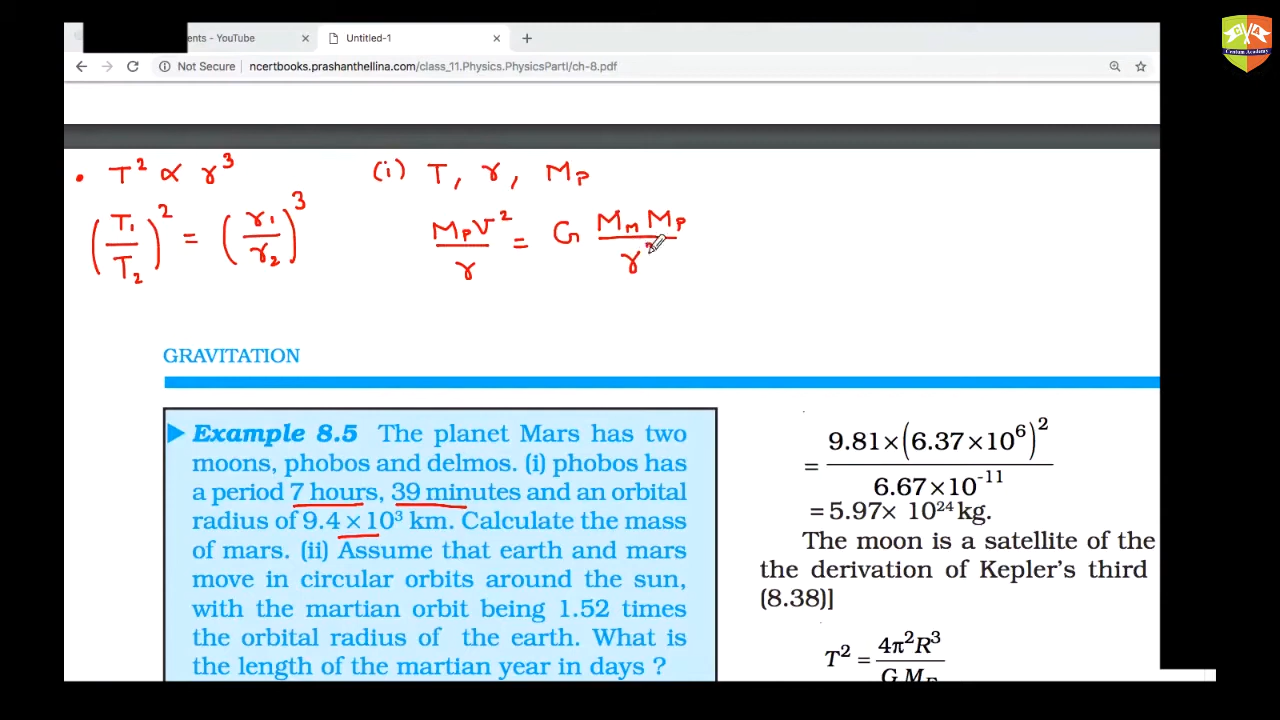 ents - YouTube
Untitled-1
Not Secure | ncertbooks.prashanthellina.com/class_11.Physics.PhysicsPartI/ch-8.pdf
Centum Academy
• T² ∝ r³
(T₁/T₂)² = (r₁/r₂)³
(i) T, r, Mₚ
Mₚv²/r = G MₘMₚ/r²
GRAVITATION
Example 8.5 The planet Mars has two
moons, phobos and delmos. (i) phobos has
a period 7 hours, 39 minutes and an orbital
radius of 9.4 ×10³ km. Calculate the mass
of mars. (ii) Assume that earth and mars
move in circular orbits around the sun,
with the martian orbit being 1.52 times
the orbital radius of the earth. What is
the length of the martian year in days ?
= 9.81×(6.37×10⁶)²/6.67×10⁻¹¹
= 5.97× 10²⁴ kg.
The moon is a satellite of the
the derivation of Kepler's third
(8.38)]
T² = 4π²R³/G M_E